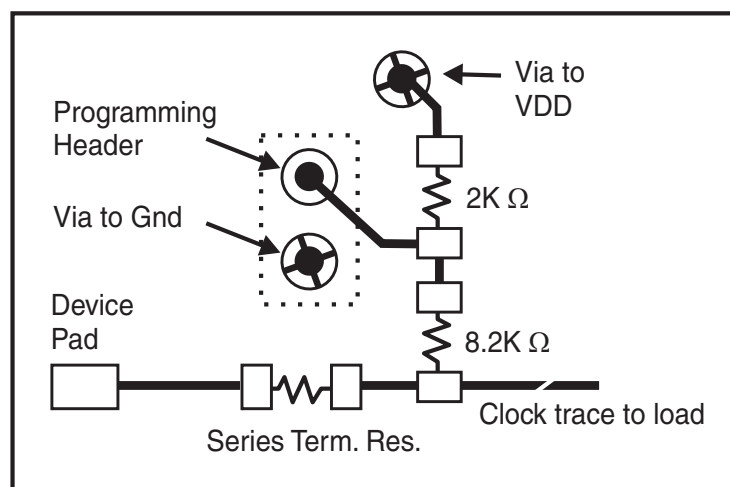 Via to
VDD
Programming
Header
2K Ω
Via to Gnd
Device
Pad
8.2K Ω
Clock trace to load
Series Term. Res.